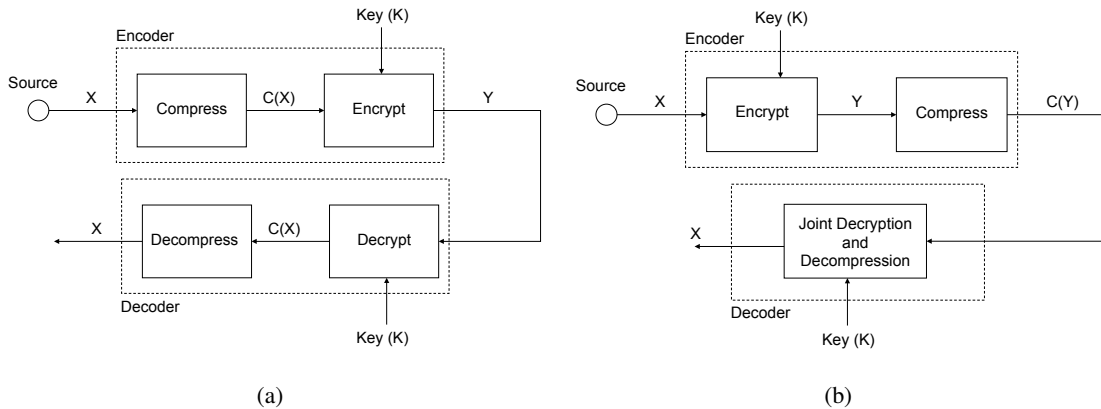 Key (K)
Encoder
Source
X
Compress
C(X)
Encrypt
Y
X
Decompress
C(X)
Decrypt
Decoder
Key (K)
(a)
Key (K)
Encoder
Source
X
Encrypt
Y
Compress
C(Y)
X
Joint Decryption
and
Decompression
Decoder
Key (K)
(b)